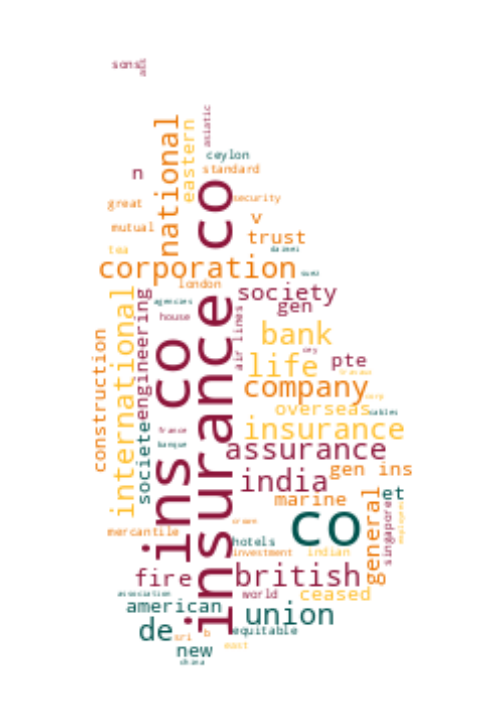 sons
asiatic
national
eastern
ceylon
standard
n
great
security
mutual
v
trust
tea
corporation
london
agencies
society
gen
house
engineering
international
air lines
bank
life
pte
company
construction
overseas
cables
insurance
ins co
insurance co
societe
france
banque
assurance
india
gen ins
marine
et
co
general
singapore
mercantile
hotels
investment
indian
fire
british
association
world
ceased
american
union
de
sri
b
equitable
new
east
china